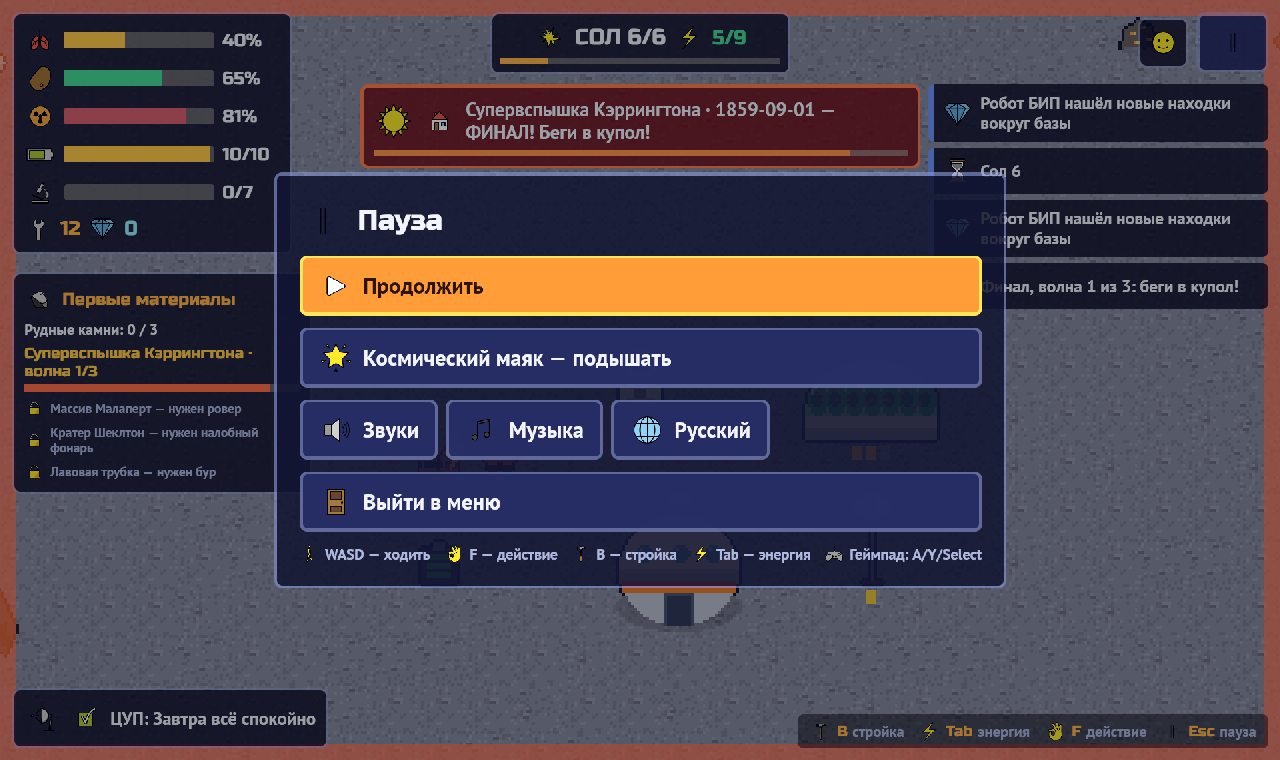 40%
65%
81%
10/10
0/7
12 0
СОЛ 6/6 5/9
Супервспышка Кэррингтона · 1859-09-01 —
ФИНАЛ! Беги в купол!
Робот БИП нашёл новые находки
вокруг базы
Сол 6
Робот БИП нашёл новые находки
вокруг базы
Финал, волна 1 из 3: беги в купол!
Первые материалы
Рудные камни: 0 / 3
Супервспышка Кэррингтона ·
волна 1/3
Массив Малаперт — нужен ровер
Кратер Шеклтон — нужен налобный
фонарь
Лавовая трубка — нужен бур
Пауза
Продолжить
Космический маяк — подышать
Звуки
Музыка
Русский
Выйти в меню
WASD — ходить F — действие B — стройка Tab — энергия Геймпад: A/Y/Select
ЦУП: Завтра всё спокойно
B стройка Tab энергия F действие Esc пауза